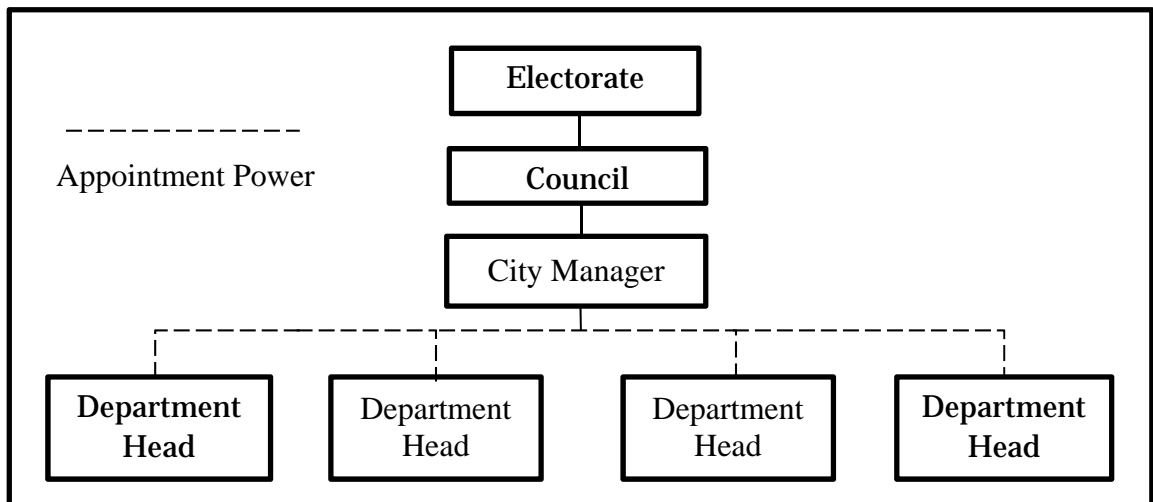 Electorate
Appointment Power
Council
City Manager
Department
Head
Department
Head
Department
Head
Department
Head